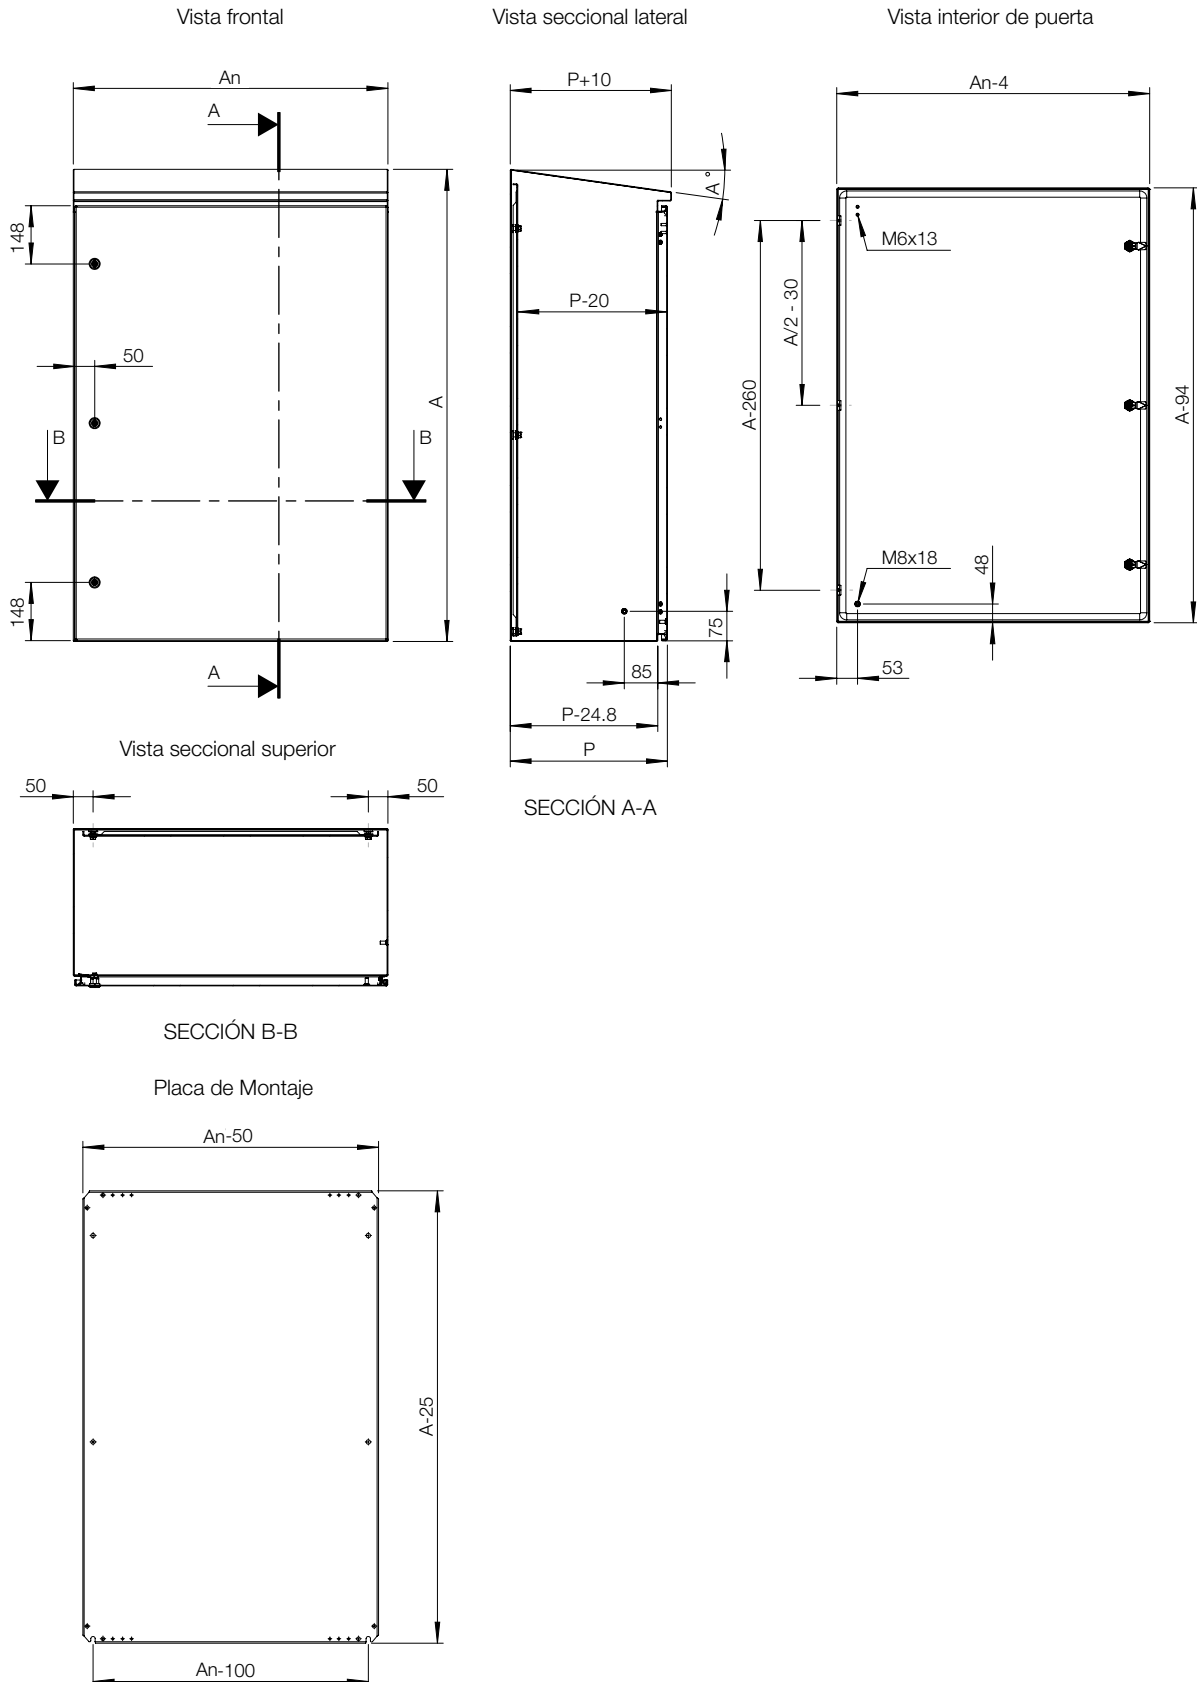 Vista frontal
An
A
148
50
B
B
A
148
A
Vista seccional lateral
P+10
A°
P-20
75
85
P-24.8
P
SECCIÓN A-A
Vista interior de puerta
An-4
M6x13
A/2 - 30
A-260
A-94
M8x18
48
53
Vista seccional superior
50
50
SECCIÓN B-B
Placa de Montaje
An-50
A-25
An-100